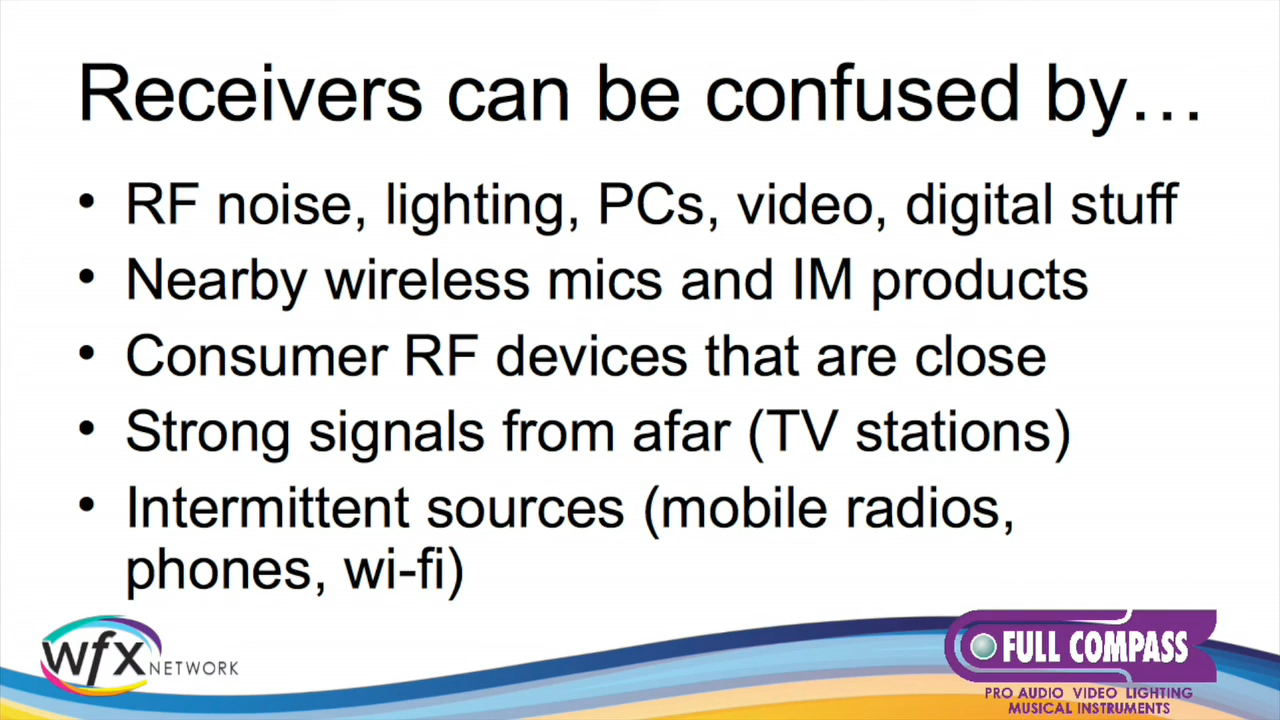 Receivers can be confused by…
• RF noise, lighting, PCs, video, digital stuff
• Nearby wireless mics and IM products
• Consumer RF devices that are close
• Strong signals from afar (TV stations)
• Intermittent sources (mobile radios,
phones, wi-fi)
wfx NETWORK
FULL COMPASS
PRO AUDIO VIDEO LIGHTING
MUSICAL INSTRUMENTS